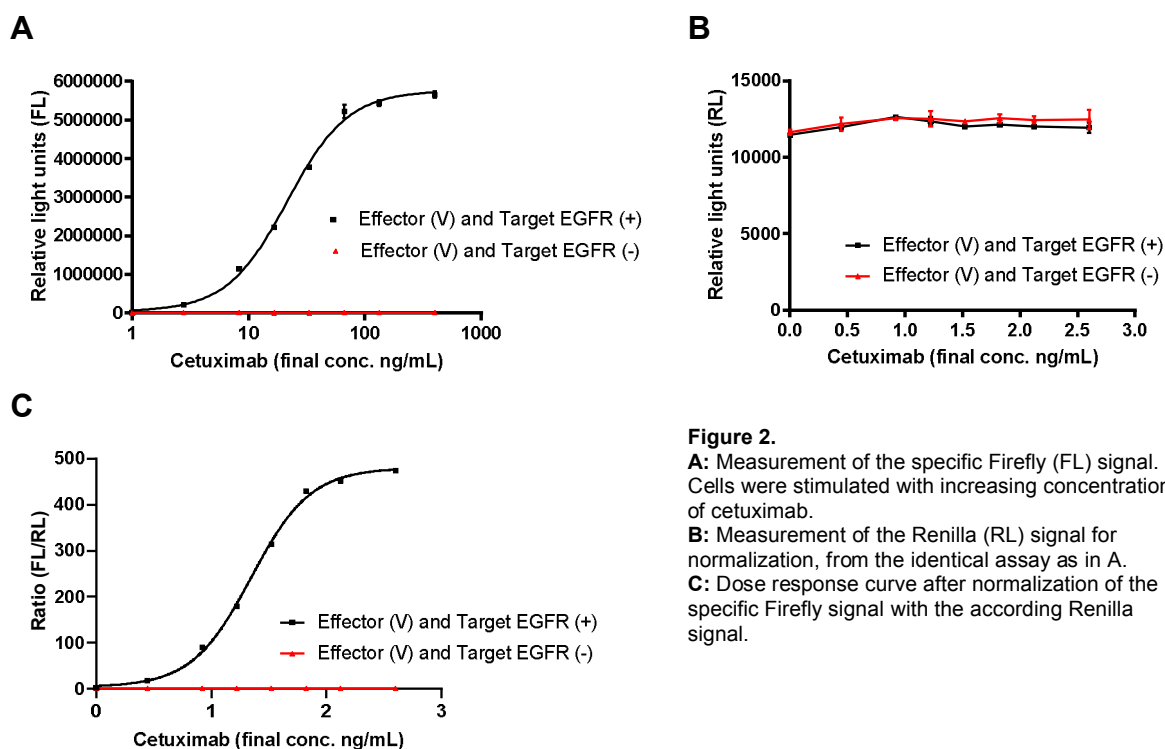 A
Relative light units (FL)
6000000
5000000
4000000
3000000
2000000
1000000
0
1 10 100 1000
Effector (V) and Target EGFR (+)
Effector (V) and Target EGFR (-)
Cetuximab (final conc. ng/mL)
B
Relative light units (RL)
15000
10000
5000
0
0.0 0.5 1.0 1.5 2.0 2.5 3.0
Effector (V) and Target EGFR (+)
Effector (V) and Target EGFR (-)
Cetuximab (final conc. ng/mL)
C
Ratio (FL/RL)
500
400
300
200
100
0
0 1 2 3
Effector (V) and Target EGFR (+)
Effector (V) and Target EGFR (-)
Cetuximab (final conc. ng/mL)
Figure 2.
A: Measurement of the specific Firefly (FL) signal.
Cells were stimulated with increasing concentration
of cetuximab.
B: Measurement of the Renilla (RL) signal for
normalization, from the identical assay as in A.
C: Dose response curve after normalization of the
specific Firefly signal with the according Renilla
signal.